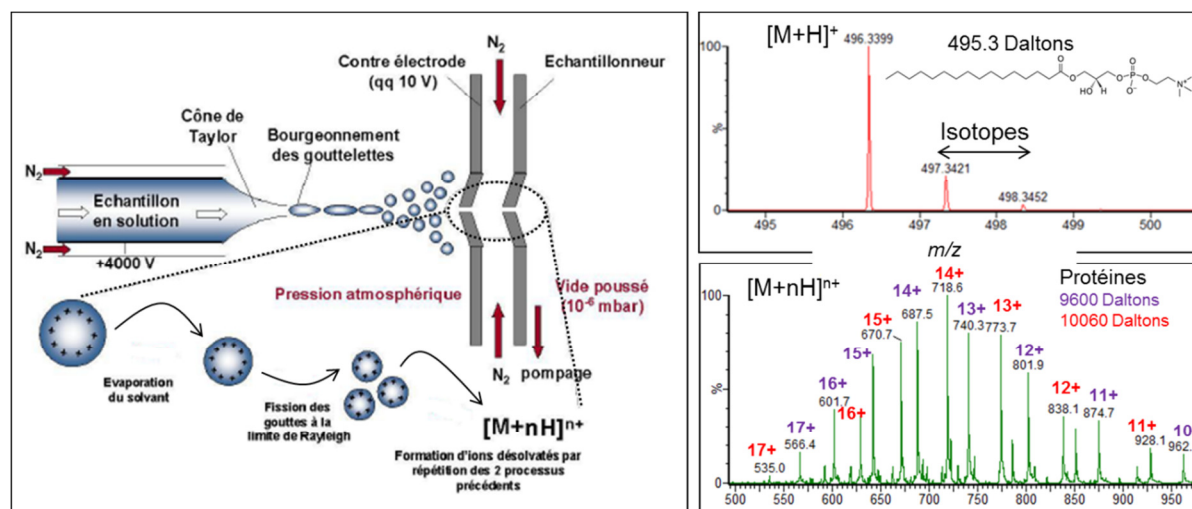 N2
Contre électrode
(qq 10 V)
Echantillonneur
Cône de
Taylor
Bourgeonnement
des gouttelettes
N2
Echantillon
en solution
N2
+4000 V
Pression atmosphérique
Vide poussé
(10-6 mbar)
N2
pompage
Evaporation
du solvant
Fission des
gouttes à la
limite de Rayleigh
[M+nH]n+
Formation d'ions désolvatés par
répétition des 2 processus
précédents
[M+H]+
496.3399
495.3 Daltons
O
O
O
P
O
O
O-
HO
H
N+
Isotopes
497.3421
498.3452
100
%
0
495
496
497
498
499
500
m/z
[M+nH]n+
Protéines
9600 Daltons
10060 Daltons
14+
718.6
14+
687.5
13+
740.3
13+
773.7
15+
670.7
15+
12+
801.9
16+
601.7
16+
12+
838.1
11+
874.7
17+
566.4
17+
535.0
11+
928.1
10
962.
100
%
0
500
550
600
650
700
750
800
850
900
950